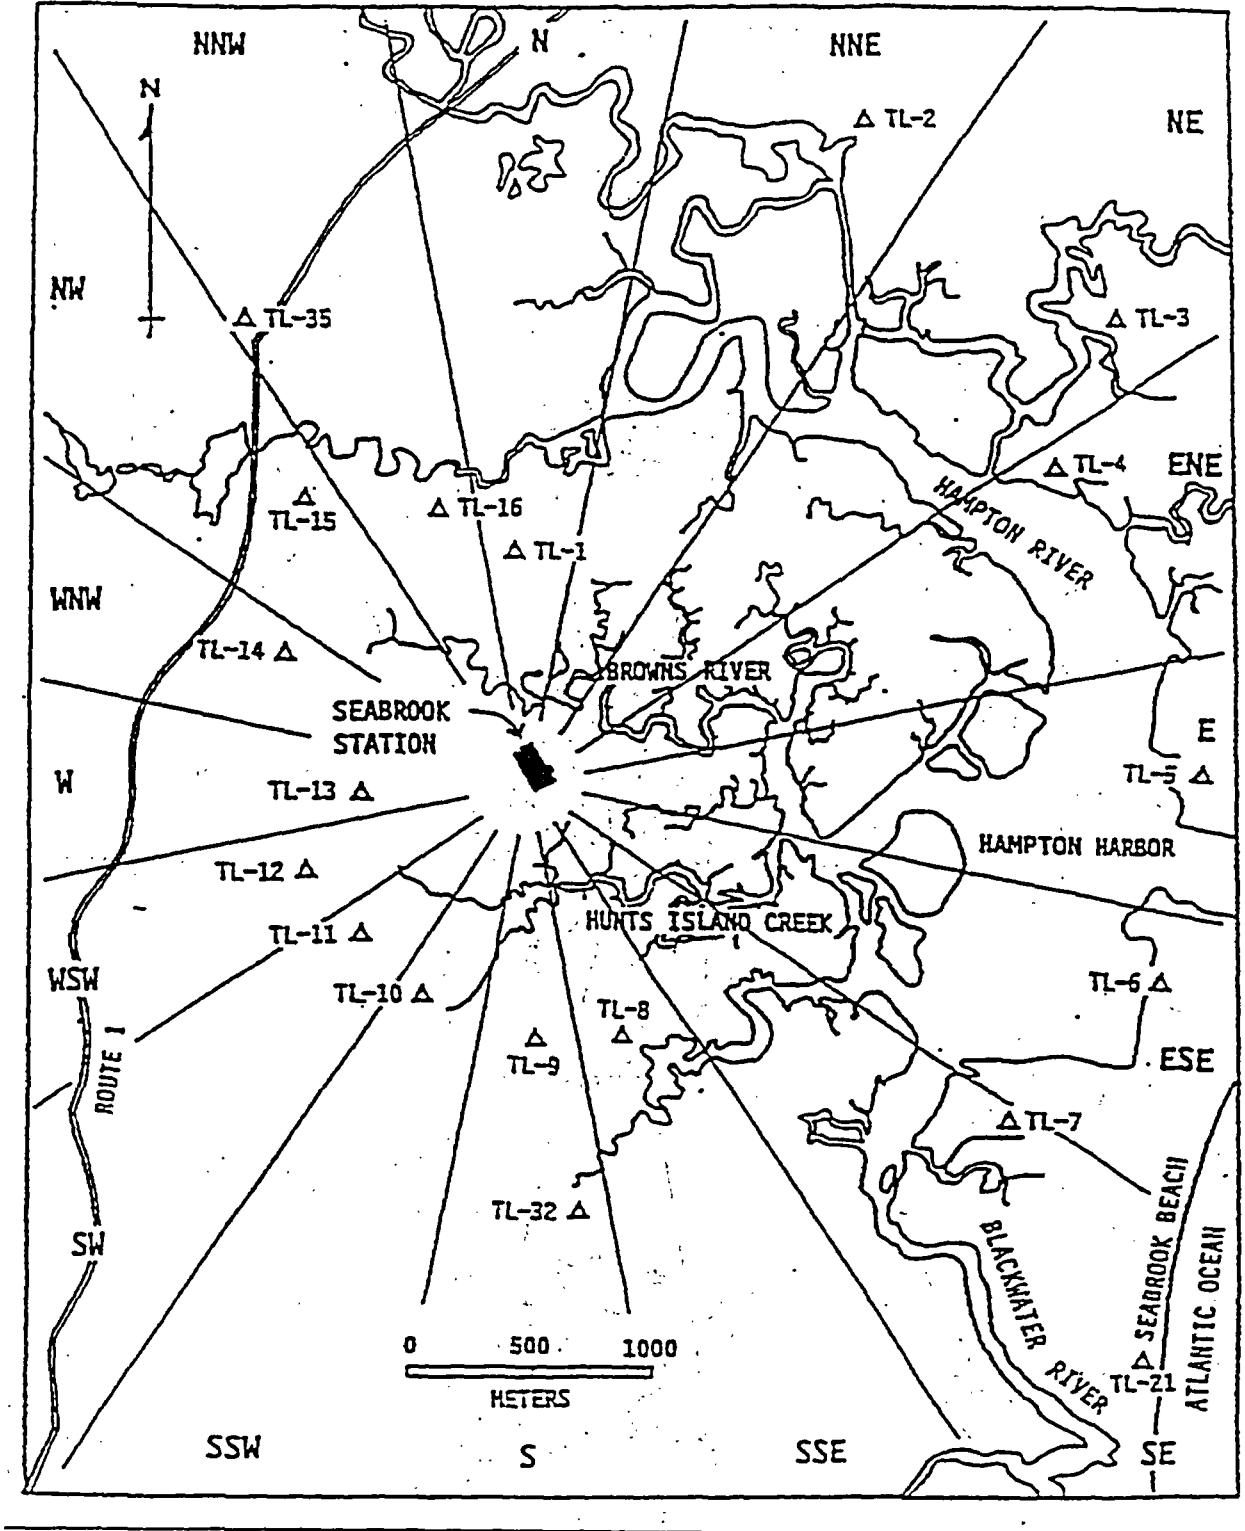 NNW
N
NNE
N
TL-2
NE
NW
TL-35
TL-3
TL-4
ENE
TL-15
TL-16
HAMPTON RIVER
TL-1
WNW
TL-14
BROWNS RIVER
SEABROOK
STATION
E
TL-5
W
TL-13
HAMPTON HARBOR
TL-12
HUNTS ISLAND CREEK
TL-11
WSW
TL-10
TL-6
TL-8
TL-9
ESE
ROUTE 1
TL-7
TL-32
SW
BLACKWATER RIVER
SEABROOK BEACH
ATLANTIC OCEAN
0 500 1000
METERS
TL-21
SSW
S
SSE
SE